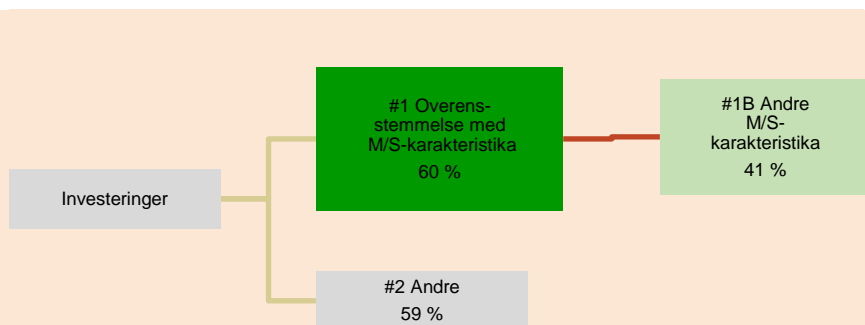 #1 Overens-
stemmelse med
M/S-karakteristika
60 %
#1B Andre
M/S-
karakteristika
41 %
Investeringer
#2 Andre
59 %